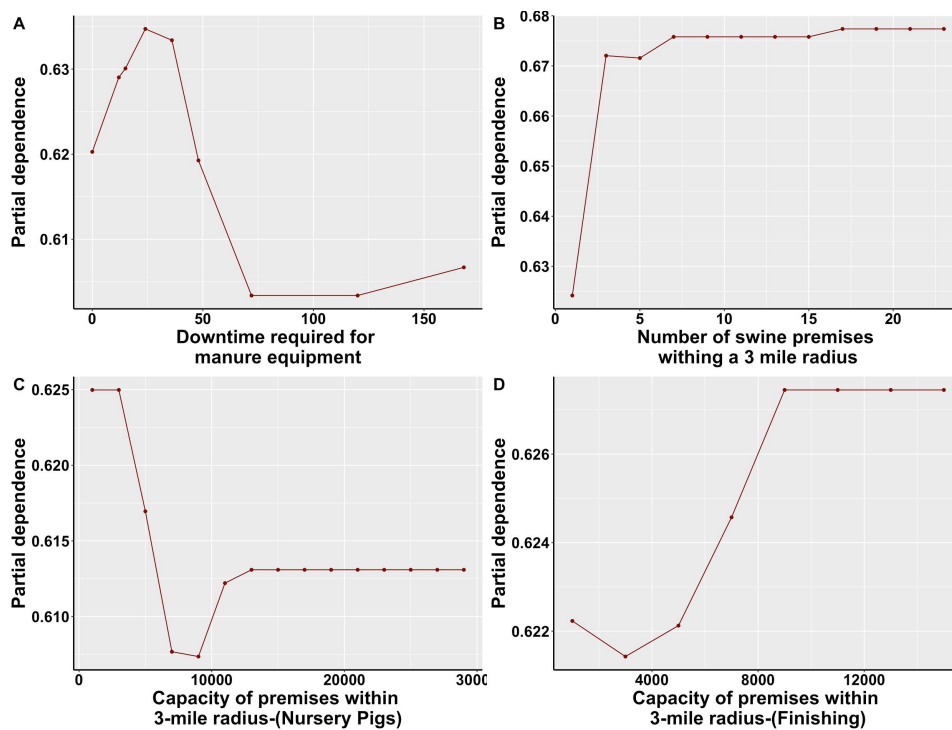 A
Partial dependence
0.63
0.62
0.61
0
50
100
150
Downtime required for
manure equipment
B
Partial dependence
0.68
0.67
0.66
0.65
0.64
0.63
0
5
10
15
20
Number of swine premises
withing a 3 mile radius
C
Partial dependence
0.625
0.620
0.615
0.610
0
10000
20000
3000
Capacity of premises within
3-mile radius-(Nursery Pigs)
D
Partial dependence
0.626
0.624
0.622
4000
8000
12000
Capacity of premises within
3-mile radius-(Finishing)